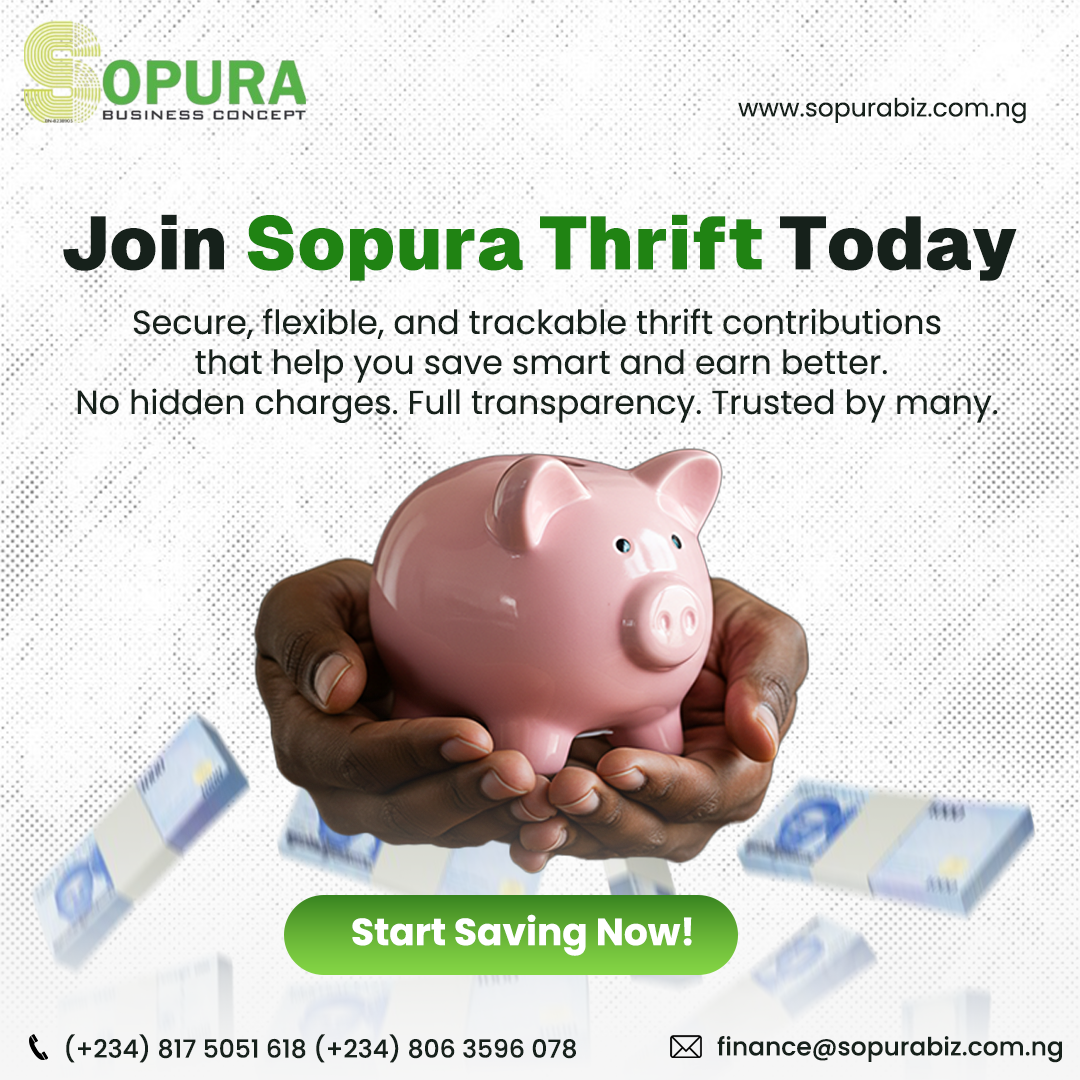 SOPURA
BUSINESS CONCEPT
www.sopurabiz.com.ng
Join Sopura Thrift Today
Secure, flexible, and trackable thrift contributions
that help you save smart and earn better.
No hidden charges. Full transparency. Trusted by many.
Start Saving Now!
(+234) 817 5051 618 (+234) 806 3596 078
finance@sopurabiz.com.ng